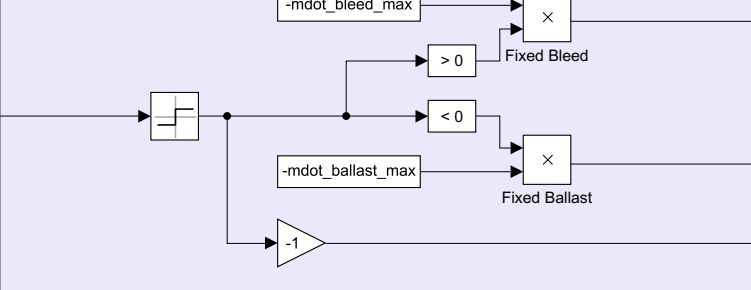 -mdot_bleed_max
×
Fixed Bleed
> 0
< 0
×
-mdot_ballast_max
Fixed Ballast
-1